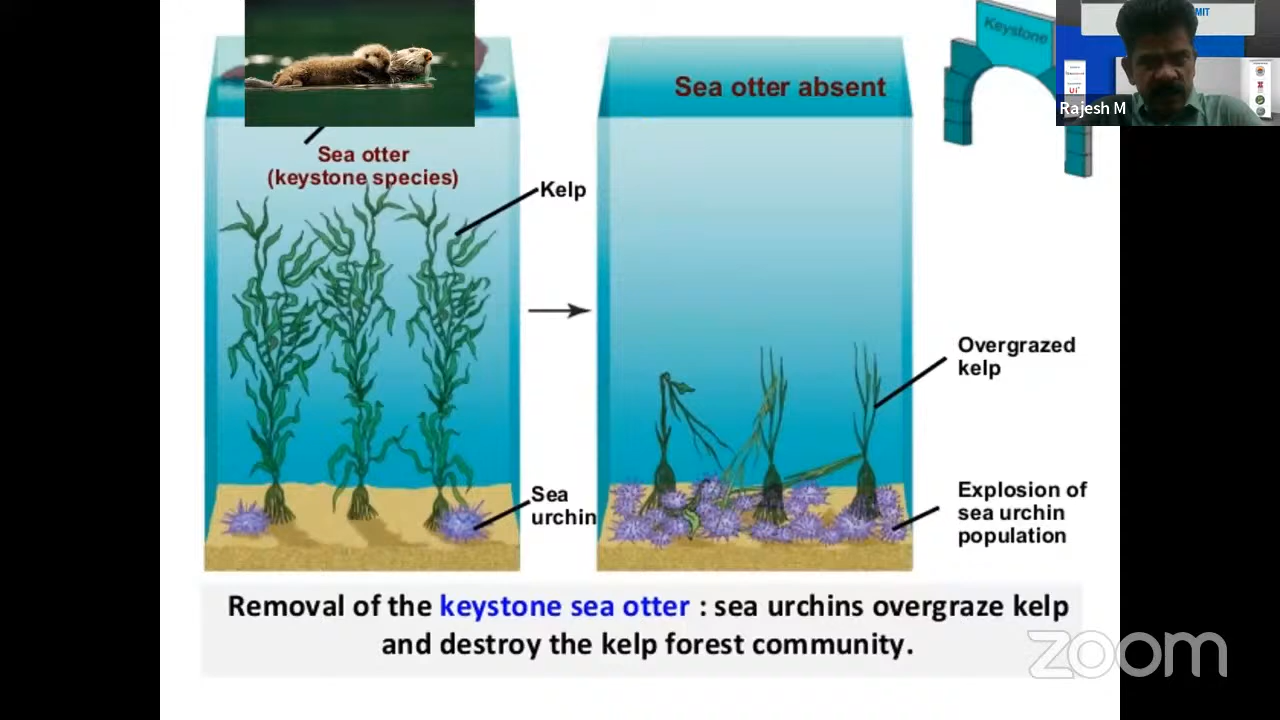 Sea otter
(keystone species)
Kelp
Sea
urchin
Sea otter absent
Keystone
Overgrazed
kelp
Explosion of
sea urchin
population
Removal of the keystone sea otter : sea urchins overgraze kelp
and destroy the kelp forest community.
MIT
Rajesh M
zoom